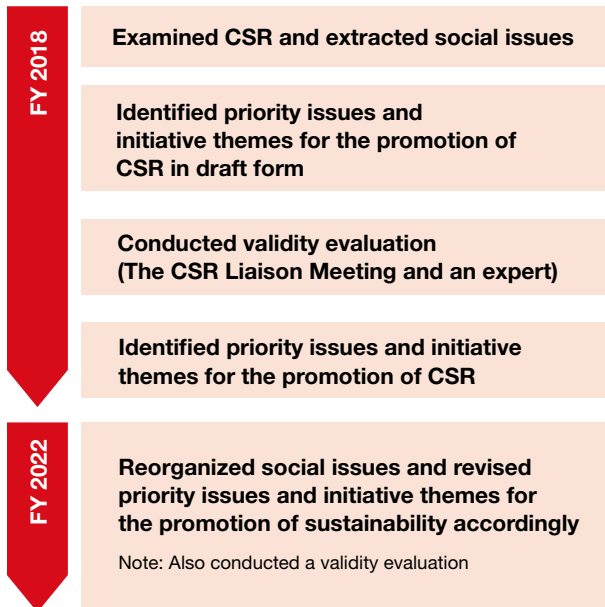 FY 2018
Examined CSR and extracted social issues
Identified priority issues and
initiative themes for the promotion of
CSR in draft form
Conducted validity evaluation
(The CSR Liaison Meeting and an expert)
Identified priority issues and initiative
themes for the promotion of CSR
FY 2022
Reorganized social issues and revised
priority issues and initiative themes for
the promotion of sustainability accordingly
Note: Also conducted a validity evaluation